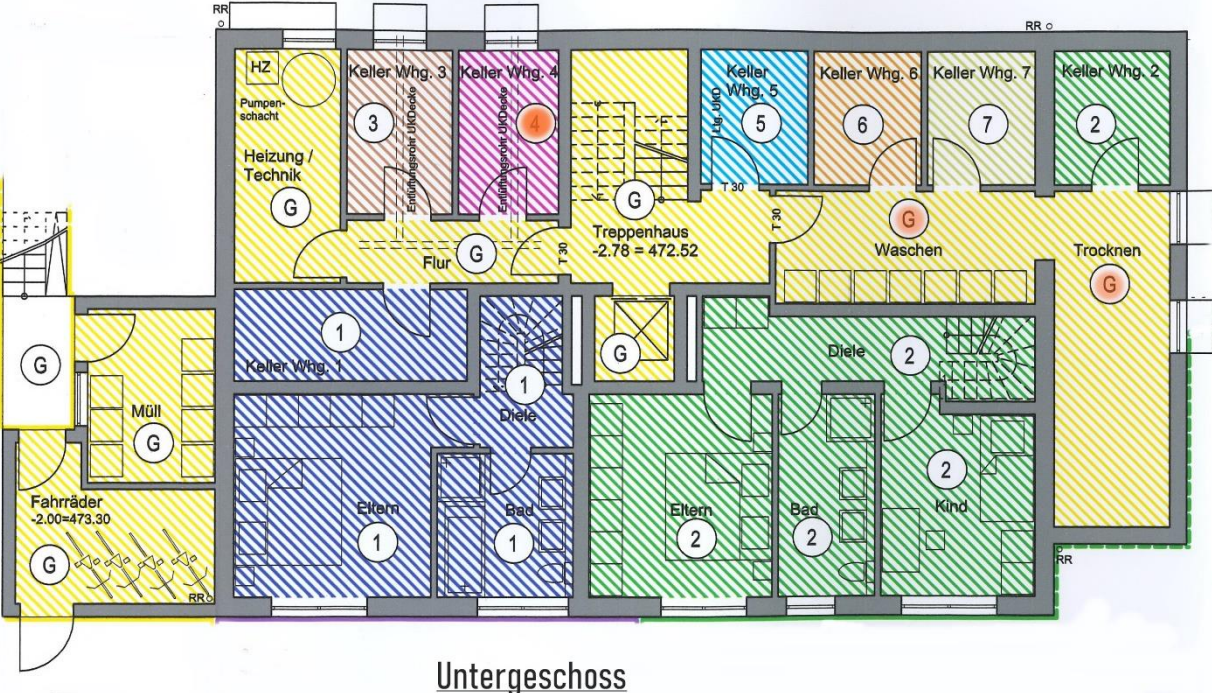 RR
RR
HZ
Pumpen-
schacht
Heizung /
Technik
G
Keller Whg. 3
3
Entlüftungsrohr UKDecke
Keller Whg. 4
4
Entlüftungsrohr UKDecke
G
Treppenhaus
-2.78 = 472.52
Keller
Whg. 5
5
Ltg. UKD
T 30
Keller Whg. 6
6
Keller Whg. 7
7
Keller Whg. 2
2
Flur
G
T 30
T 30
G
Waschen
Trocknen
G
1
Keller Whg. 1
1
Diele
G
Diele
2
G
Müll
G
Fahrräder
-2.00=473.30
G
RR
Eltern
1
Bad
1
Eltern
2
Bad
2
2
Kind
RR
Untergeschoss